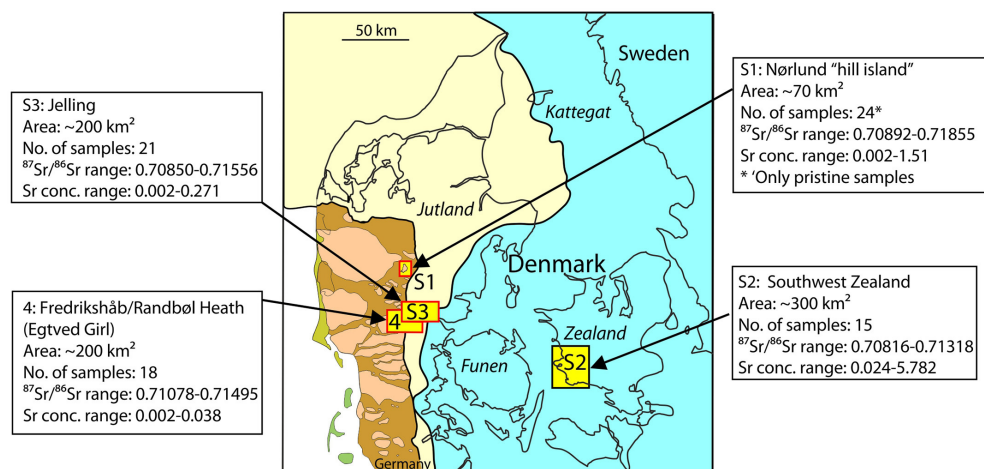 S3: Jelling
Area: ~200 km²
No. of samples: 21
⁸⁷Sr/⁸⁶Sr range: 0.70850-0.71556
Sr conc. range: 0.002-0.271
4: Fredrikshåb/Randbøl Heath
(Egtved Girl)
Area: ~200 km²
No. of samples: 18
⁸⁷Sr/⁸⁶Sr range: 0.71078-0.71495
Sr conc. range: 0.002-0.038
50 km
Sweden
Kattegat
Jutland
S1
Denmark
S3
4
Zealand
Funen
S2
Germany
S1: Nørlund “hill island”
Area: ~70 km²
No. of samples: 24*
⁸⁷Sr/⁸⁶Sr range: 0.70892-0.71855
Sr conc. range: 0.002-1.51
* ‘Only pristine samples
S2: Southwest Zealand
Area: ~300 km²
No. of samples: 15
⁸⁷Sr/⁸⁶Sr range: 0.70816-0.71318
Sr conc. range: 0.024-5.782